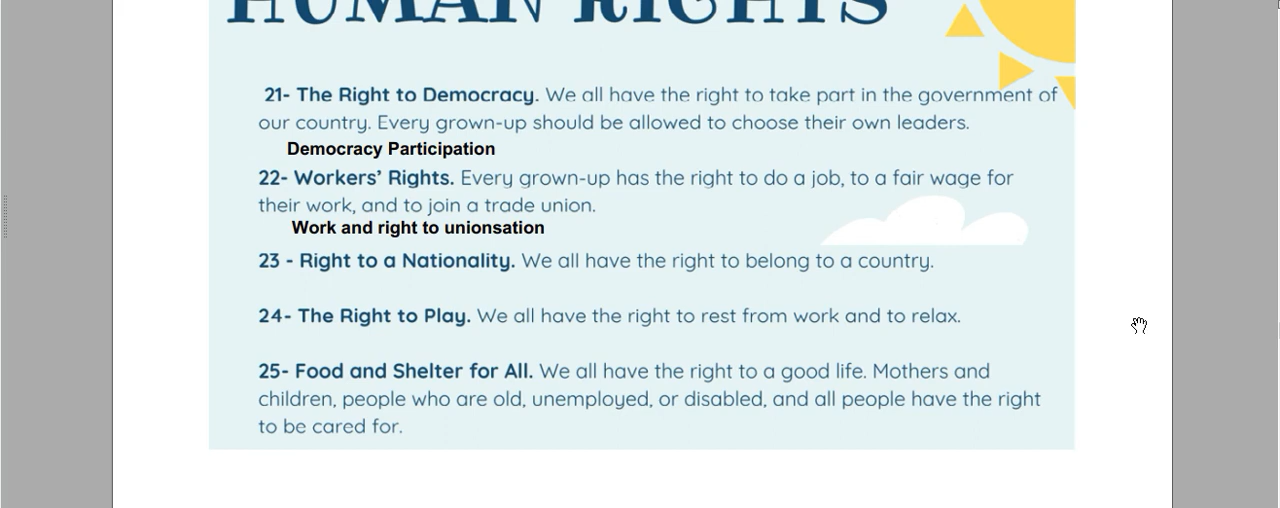 HUMAN RIGHTS
21- The Right to Democracy. We all have the right to take part in the government of
our country. Every grown-up should be allowed to choose their own leaders.
Democracy Participation
22- Workers’ Rights. Every grown-up has the right to do a job, to a fair wage for
their work, and to join a trade union.
Work and right to unionsation
23 - Right to a Nationality. We all have the right to belong to a country.
24- The Right to Play. We all have the right to rest from work and to relax.
25- Food and Shelter for All. We all have the right to a good life. Mothers and
children, people who are old, unemployed, or disabled, and all people have the right
to be cared for.